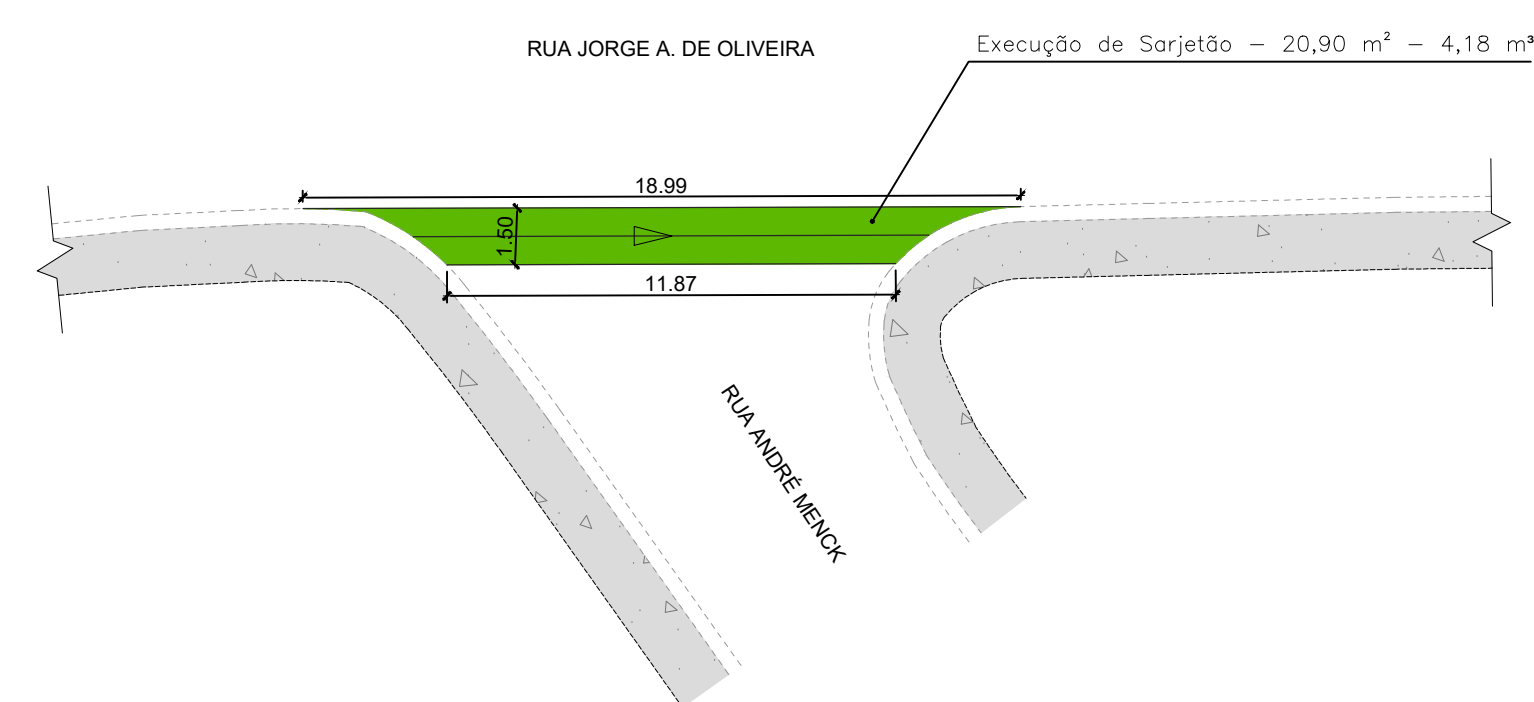 RUA JORGE A. DE OLIVEIRA
Execução de Sarjetão - 20,90 m² - 4,18 m³
18.99
1.50
11.87
RUA ANDRÉ MENCK